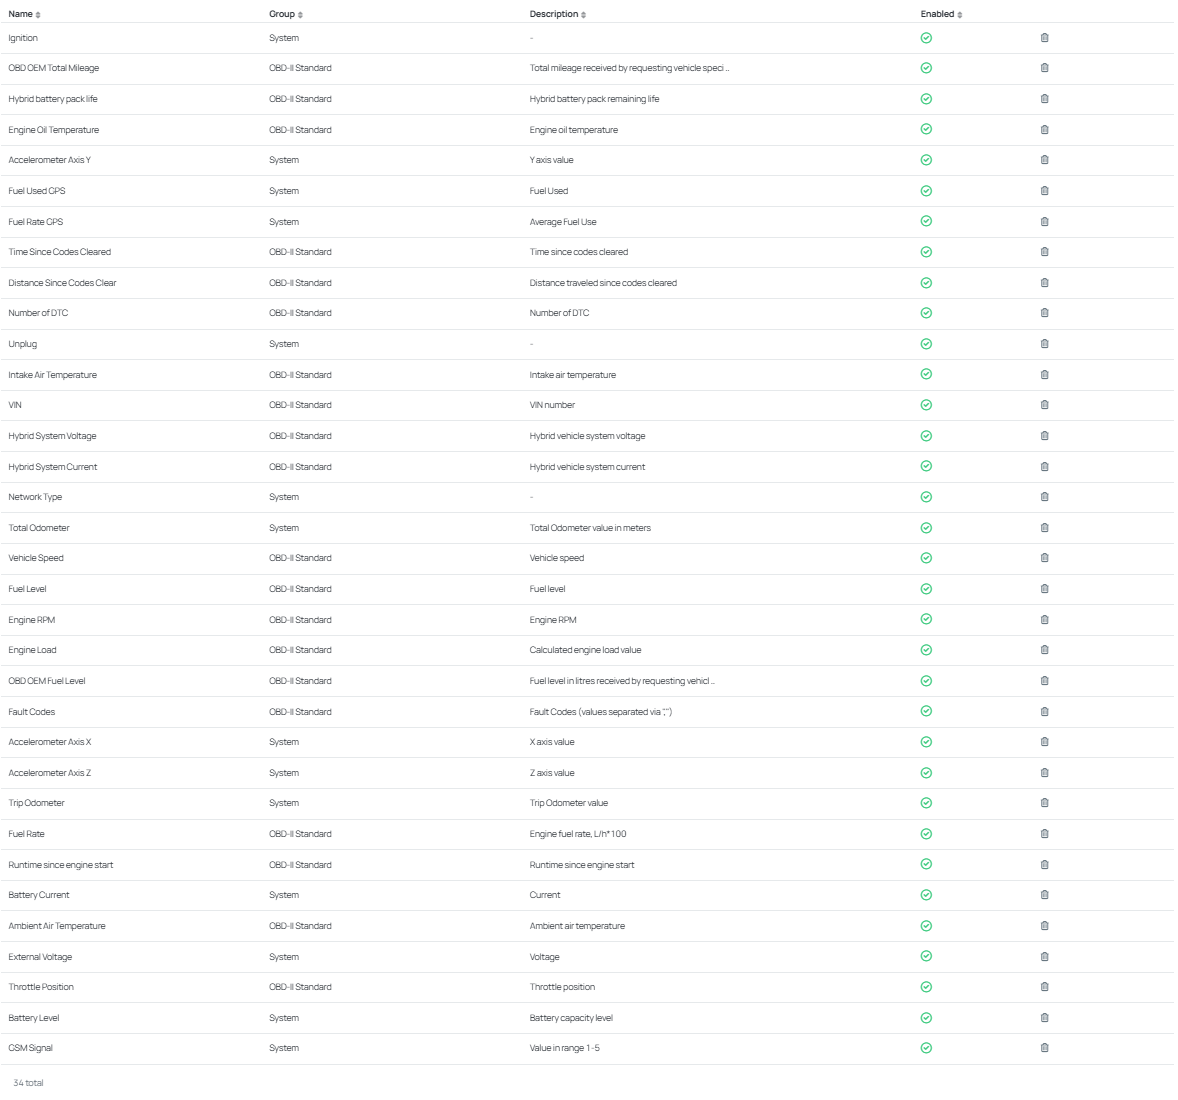 Name Group Description Enabled
Ignition System -
OBD OEM Total Mileage OBD-II Standard Total mileage received by requesting vehicle speci ...
Hybrid battery pack life OBD-II Standard Hybrid battery pack remaining life
Engine Oil Temperature OBD-II Standard Engine oil temperature
Accelerometer Axis Y System Y axis value
Fuel Used GPS System Fuel Used
Fuel Rate GPS System Average Fuel Use
Time Since Codes Cleared OBD-II Standard Time since codes cleared
Distance Since Codes Clear OBD-II Standard Distance traveled since codes cleared
Number of DTC OBD-II Standard Number of DTC
Unplug System -
Intake Air Temperature OBD-II Standard Intake air temperature
VIN OBD-II Standard VIN number
Hybrid System Voltage OBD-II Standard Hybrid vehicle system voltage
Hybrid System Current OBD-II Standard Hybrid vehicle system current
Network Type System -
Total Odometer System Total Odometer value in meters
Vehicle Speed OBD-II Standard Vehicle speed
Fuel Level OBD-II Standard Fuel level
Engine RPM OBD-II Standard Engine RPM
Engine Load OBD-II Standard Calculated engine load value
OBD OEM Fuel Level OBD-II Standard Fuel level in litres received by requesting vehicl ...
Fault Codes OBD-II Standard Fault Codes (values separated via ",")
Accelerometer Axis X System X axis value
Accelerometer Axis Z System Z axis value
Trip Odometer System Trip Odometer value
Fuel Rate OBD-II Standard Engine fuel rate, L/h*100
Runtime since engine start OBD-II Standard Runtime since engine start
Battery Current System Current
Ambient Air Temperature OBD-II Standard Ambient air temperature
External Voltage System Voltage
Throttle Position OBD-II Standard Throttle position
Battery Level System Battery capacity level
GSM Signal System Value in range 1-5
34 total